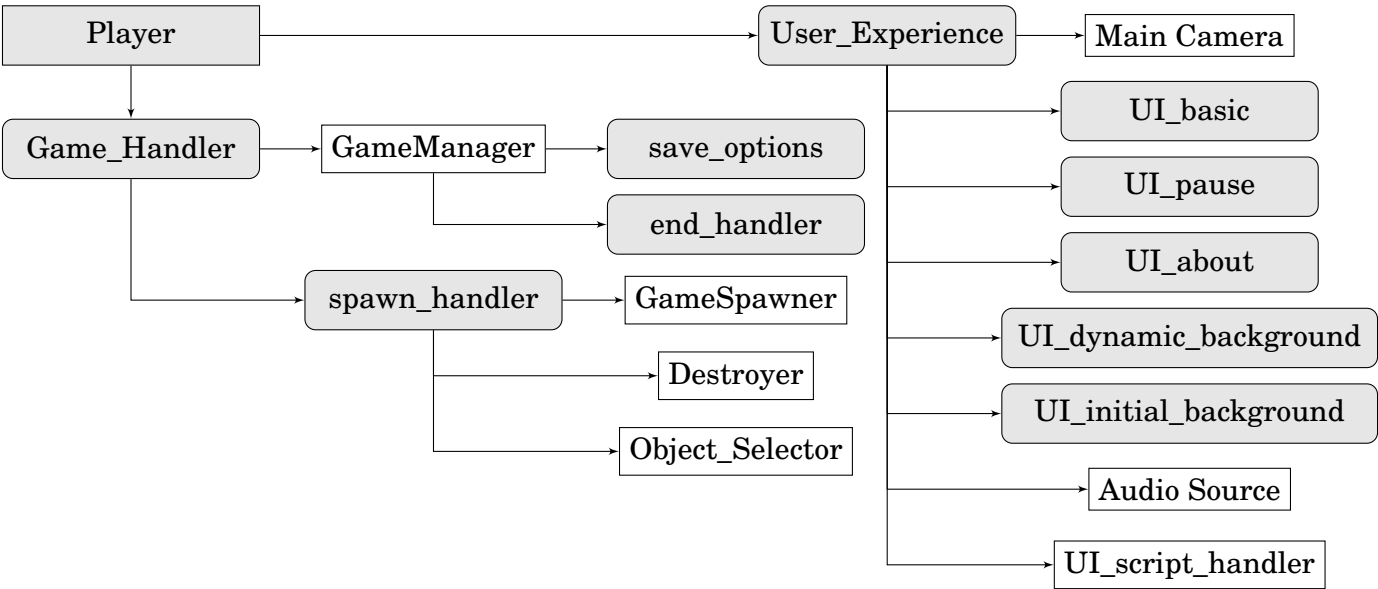 Player
User_Experience
Main Camera
UI_basic
Game_Handler
GameManager
save_options
UI_pause
end_handler
UI_about
spawn_handler
GameSpawner
UI_dynamic_background
Destroyer
UI_initial_background
Object_Selector
Audio Source
UI_script_handler